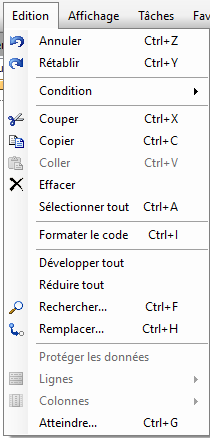 Edition Affichage Tâches Fav
Annuler Ctrl+Z
Rétablir Ctrl+Y
Condition
Couper Ctrl+X
Copier Ctrl+C
Coller Ctrl+V
Effacer
Sélectionner tout Ctrl+A
Formater le code Ctrl+I
Développer tout
Réduire tout
Rechercher... Ctrl+F
Remplacer... Ctrl+H
Protéger les données
Lignes
Colonnes
Atteindre... Ctrl+G